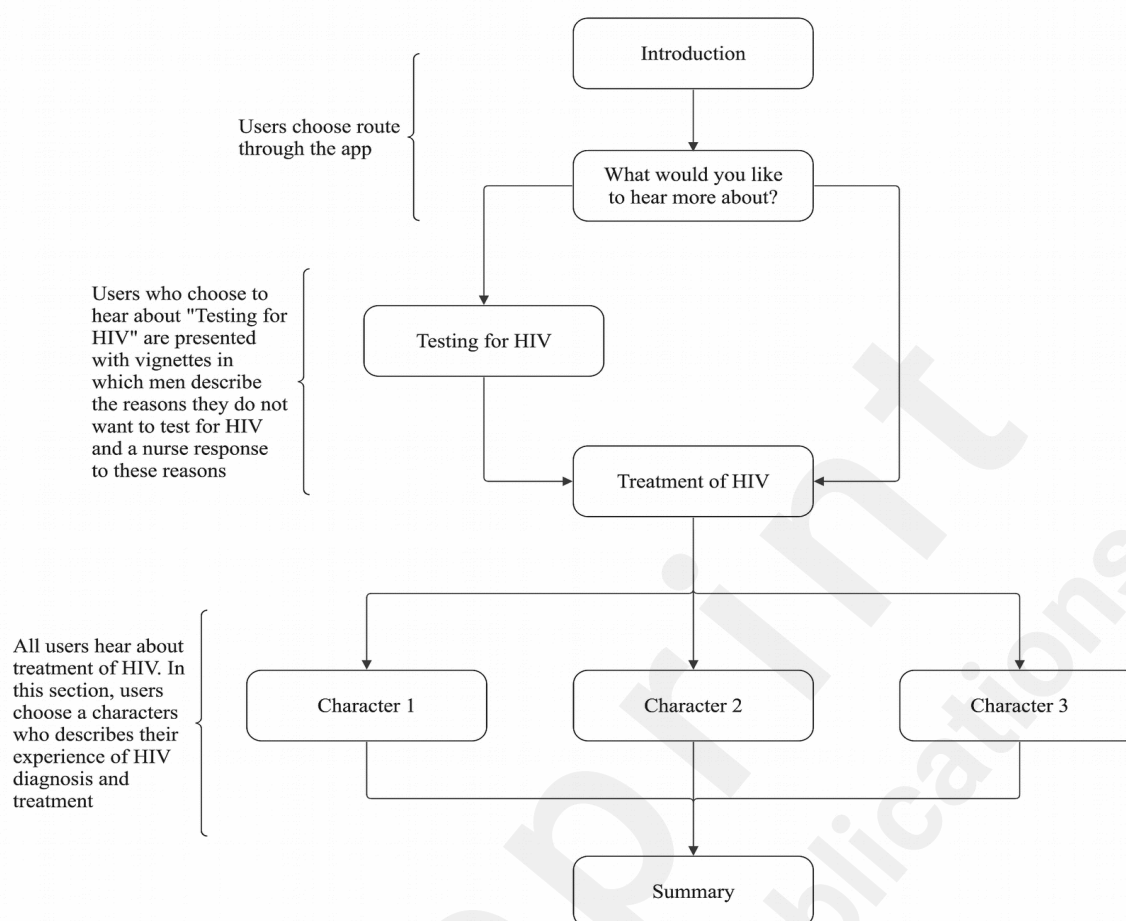 Introduction
Users choose route
through the app
What would you like
to hear more about?
Users who choose to
hear about "Testing for
HIV" are presented
with vignettes in
which men describe
the reasons they do not
want to test for HIV
and a nurse response
to these reasons
Testing for HIV
Treatment of HIV
All users hear about
treatment of HIV. In
this section, users
choose a characters
who describes their
experience of HIV
diagnosis and
treatment
Character 1
Character 2
Character 3
Summary